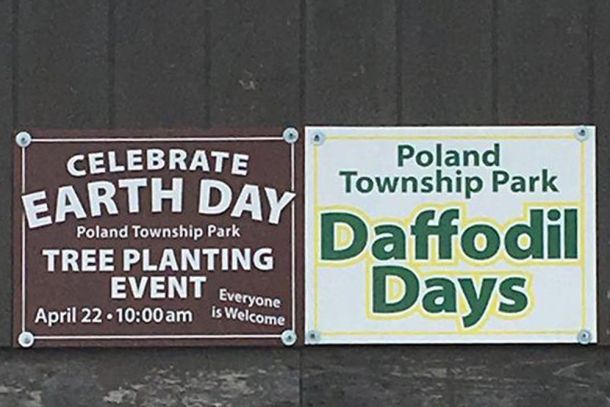 CELEBRATE
EARTH DAY
Poland Township Park
TREE PLANTING
EVENT
April 22 • 10:00 am
Everyone
is Welcome
Poland
Township Park
Daffodil
Days